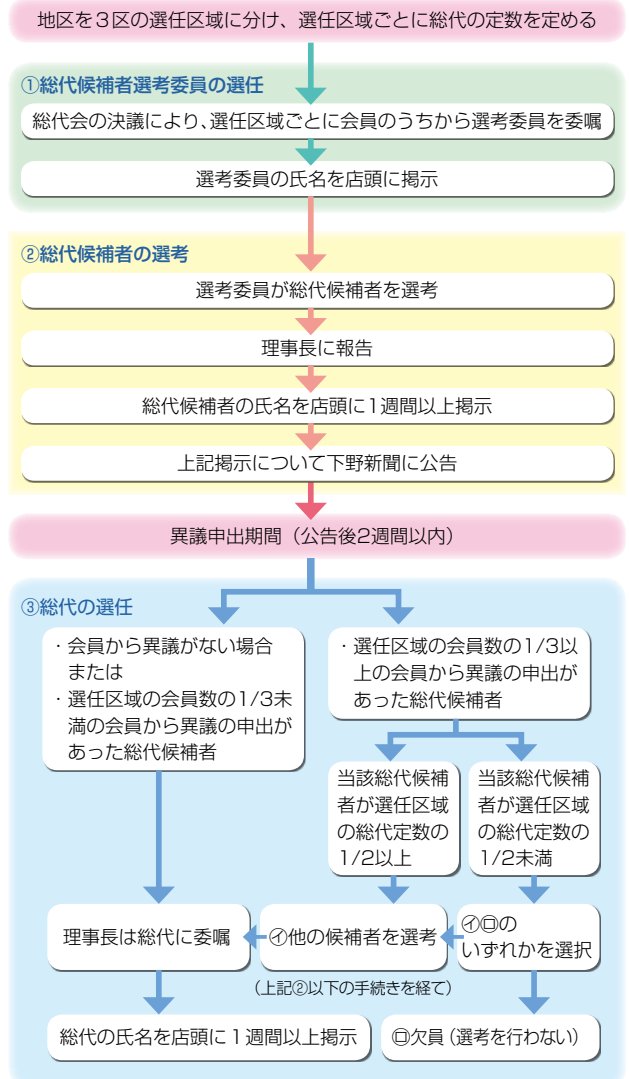 地区を3区の選任区域に分け、選任区域ごとに総代の定数を定める
①総代候補者選考委員の選任
総代会の決議により、選任区域ごとに会員のうちから選考委員を委嘱
選考委員の氏名を店頭に掲示
②総代候補者の選考
選考委員が総代候補者を選考
理事長に報告
総代候補者の氏名を店頭に1週間以上掲示
上記掲示について下野新聞に公告
異議申出期間（公告後2週間以内）
③総代の選任
・会員から異議がない場合
または
・選任区域の会員数の1/3未
満の会員から異議の申出が
あった総代候補者
・選任区域の会員数の1/3以
上の会員から異議の申出が
あった総代候補者
当該総代候補
者が選任区域
の総代定数の
1/2以上
当該総代候補
者が選任区域
の総代定数の
1/2未満
理事長は総代に委嘱
㋑他の候補者を選考
㋑㋺の
いずれかを選択
（上記②以下の手続きを経て）
総代の氏名を店頭に1週間以上掲示
㋺欠員（選考を行わない）